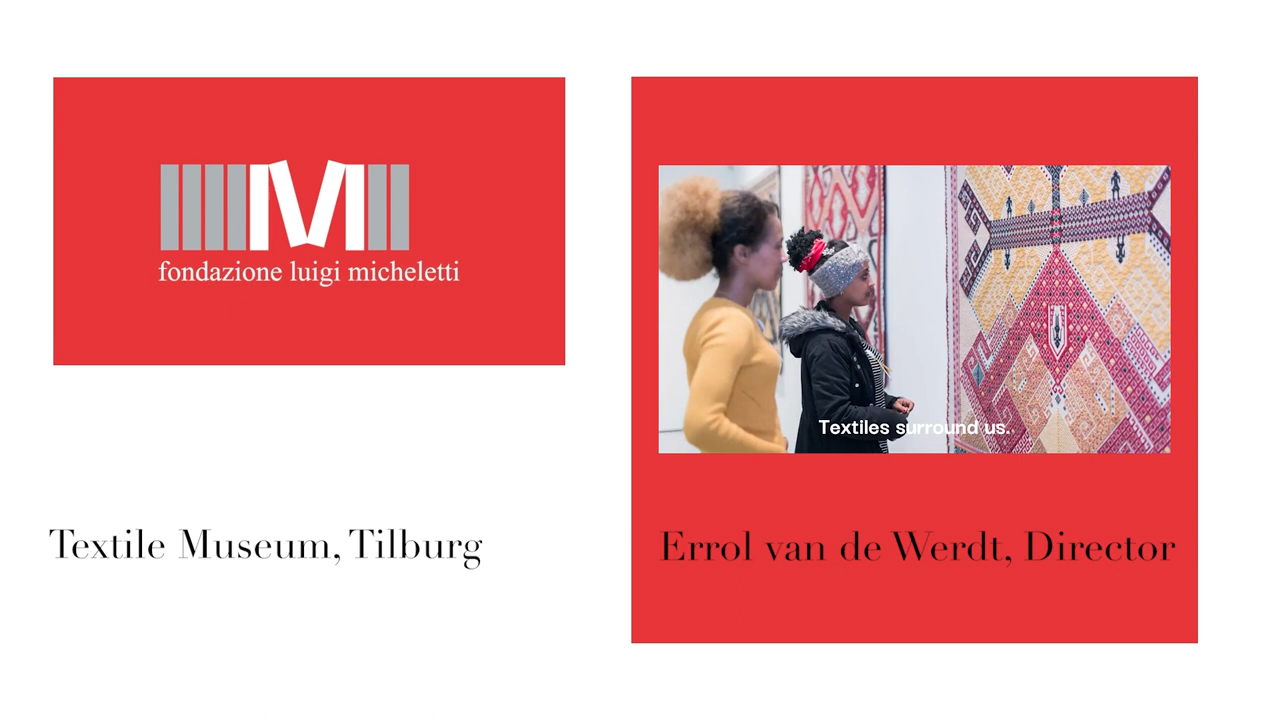 fondazione luigi micheletti
Textile Museum, Tilburg
Textiles surround us.
Errol van de Werdt, Director